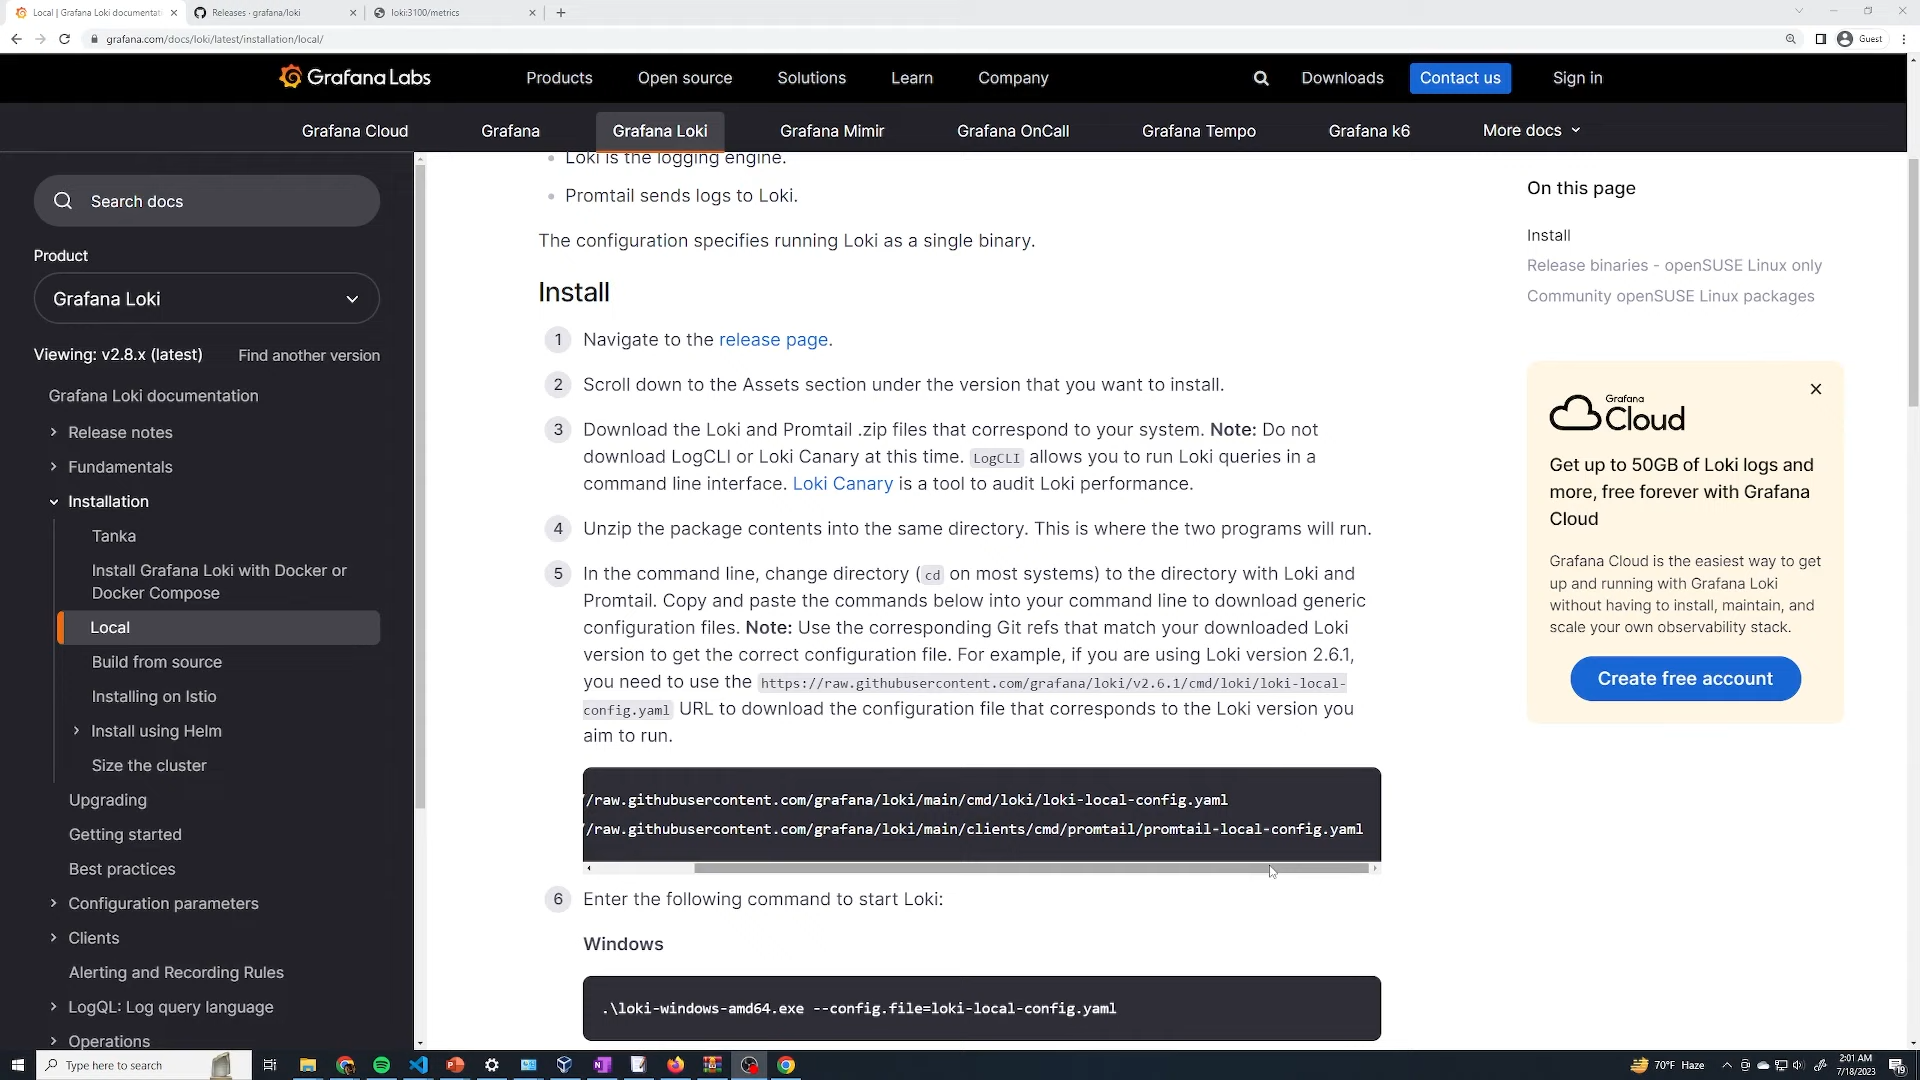 Local | Grafana Loki documentati
Releases · grafana/loki
loki:3100/metrics
grafana.com/docs/loki/latest/installation/local/
Guest
Grafana Labs
Products
Open source
Solutions
Learn
Company
Downloads
Contact us
Sign in
Grafana Cloud
Grafana
Grafana Loki
Grafana Mimir
Grafana OnCall
Grafana Tempo
Grafana k6
More docs
Search docs
Product
Grafana Loki
Viewing: v2.8.x (latest)
Find another version
Grafana Loki documentation
Release notes
Fundamentals
Installation
Tanka
Install Grafana Loki with Docker or
Docker Compose
Local
Build from source
Installing on Istio
Install using Helm
Size the cluster
Upgrading
Getting started
Best practices
Configuration parameters
Clients
Alerting and Recording Rules
LogQL: Log query language
Operations
Loki is the logging engine.
Promtail sends logs to Loki.
The configuration specifies running Loki as a single binary.
Install
1 Navigate to the release page.
2 Scroll down to the Assets section under the version that you want to install.
3 Download the Loki and Promtail .zip files that correspond to your system. Note: Do not
download LogCLI or Loki Canary at this time. LogCLI allows you to run Loki queries in a
command line interface. Loki Canary is a tool to audit Loki performance.
4 Unzip the package contents into the same directory. This is where the two programs will run.
5 In the command line, change directory (cd on most systems) to the directory with Loki and
Promtail. Copy and paste the commands below into your command line to download generic
configuration files. Note: Use the corresponding Git refs that match your downloaded Loki
version to get the correct configuration file. For example, if you are using Loki version 2.6.1,
you need to use the https://raw.githubusercontent.com/grafana/loki/v2.6.1/cmd/loki/loki-local-
config.yaml URL to download the configuration file that corresponds to the Loki version you
aim to run.
/raw.githubusercontent.com/grafana/loki/main/cmd/loki/loki-local-config.yaml
/raw.githubusercontent.com/grafana/loki/main/clients/cmd/promtail/promtail-local-config.yaml
6 Enter the following command to start Loki:
Windows
.\loki-windows-amd64.exe --config.file=loki-local-config.yaml
On this page
Install
Release binaries - openSUSE Linux only
Community openSUSE Linux packages
Grafana
Cloud
Get up to 50GB of Loki logs and
more, free forever with Grafana
Cloud
Grafana Cloud is the easiest way to get
up and running with Grafana Loki
without having to install, maintain, and
scale your own observability stack.
Create free account
Type here to search
70°F Haze
2:01 AM
7/18/2023
19